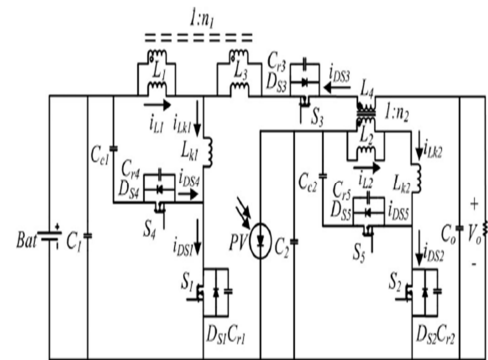 1:n1
L1
L3
Cr3
DS3
iDS3
S3
L4
1:n2
L2
iL1
iLk1
Lk1
Cc1
Cr4
DS4
iDS4
S4
iL2
iLk2
Lk2
Cc2
Cr5
DS5
iDS5
S5
Bat
C1
iDS1
S1
DS1Cr1
PV
C2
iDS2
S2
DS2Cr2
Co
+
Vo
-